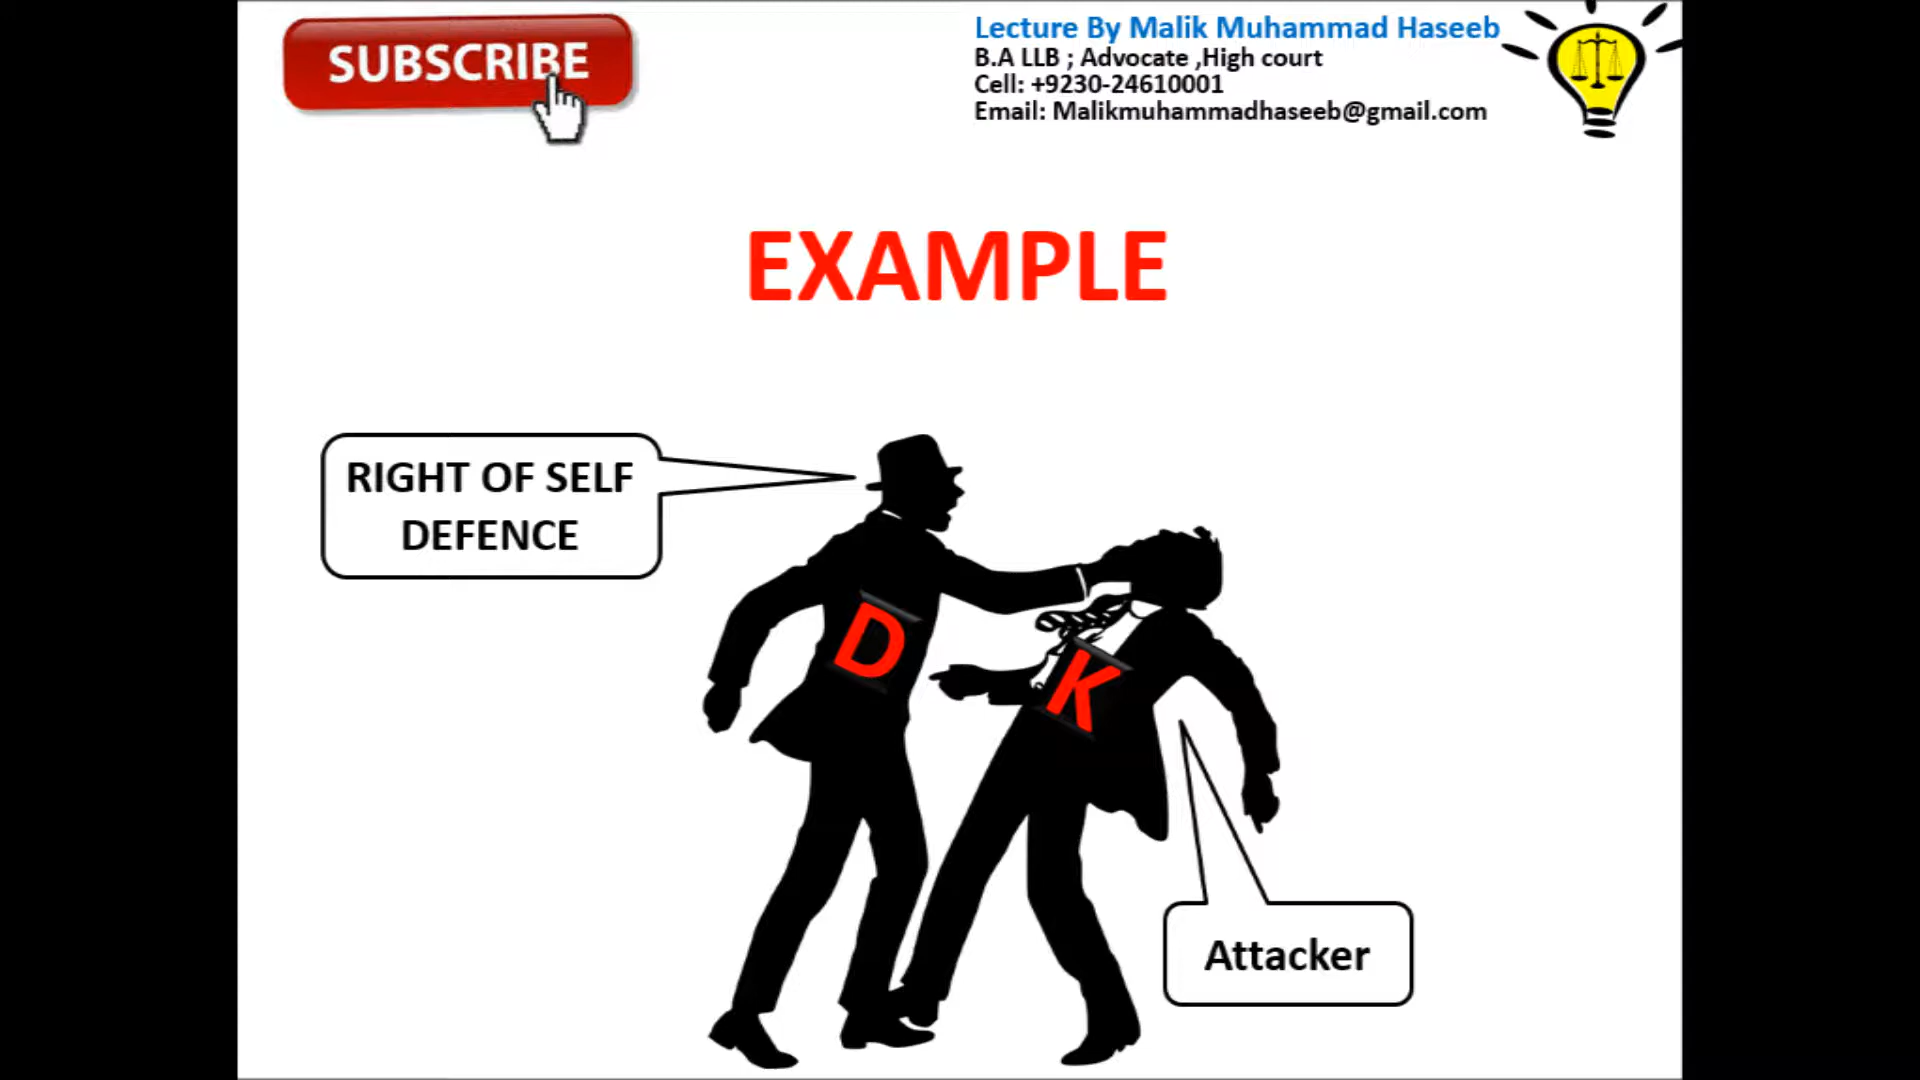 SUBSCRIBE
Lecture By Malik Muhammad Haseeb
B.A LLB ; Advocate ,High court
Cell: +9230-24610001
Email: Malikmuhammadhaseeb@gmail.com
EXAMPLE
RIGHT OF SELF
DEFENCE
D
K
Attacker